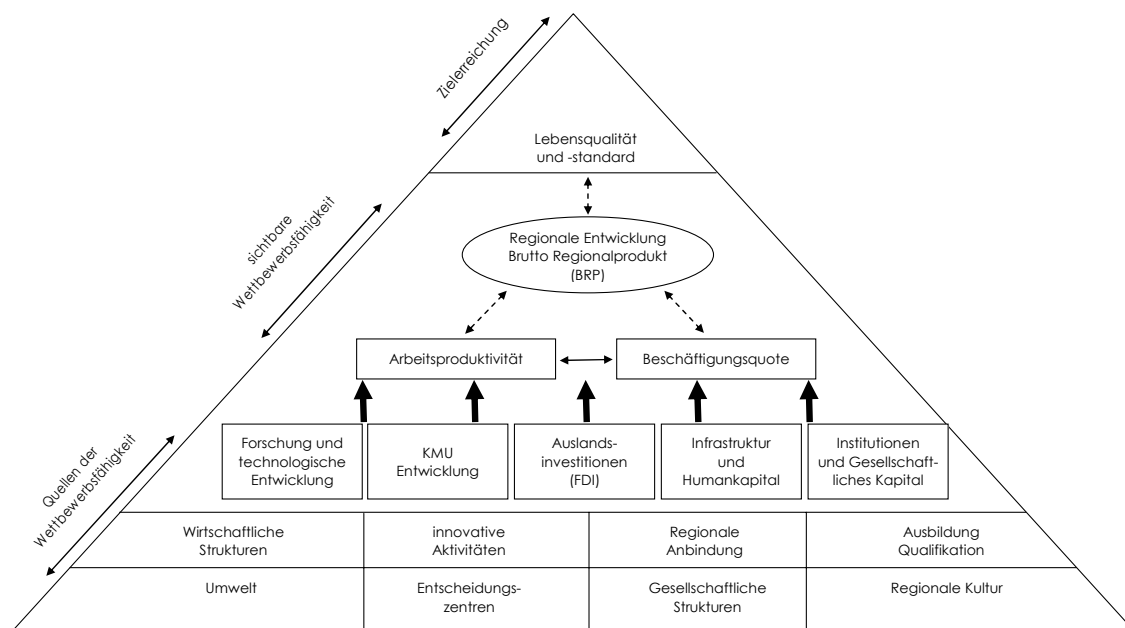 Zielerreichung
Lebensqualität
und -standard
sichtbare
Wettbewerbsfähigkeit
Regionale Entwicklung
Brutto Regionalprodukt
(BRP)
Arbeitsproduktivität
Beschäftigungsquote
Quellen der
Wettbewerbsfähigkeit
Forschung und
technologische
Entwicklung
KMU
Entwicklung
Auslands-
investitionen
(FDI)
Infrastruktur
und
Humankapital
Institutionen
und Gesellschaft-
liches Kapital
Wirtschaftliche
Strukturen
innovative
Aktivitäten
Regionale
Anbindung
Ausbildung
Qualifikation
Umwelt
Entscheidungs-
zentren
Gesellschaftliche
Strukturen
Regionale Kultur